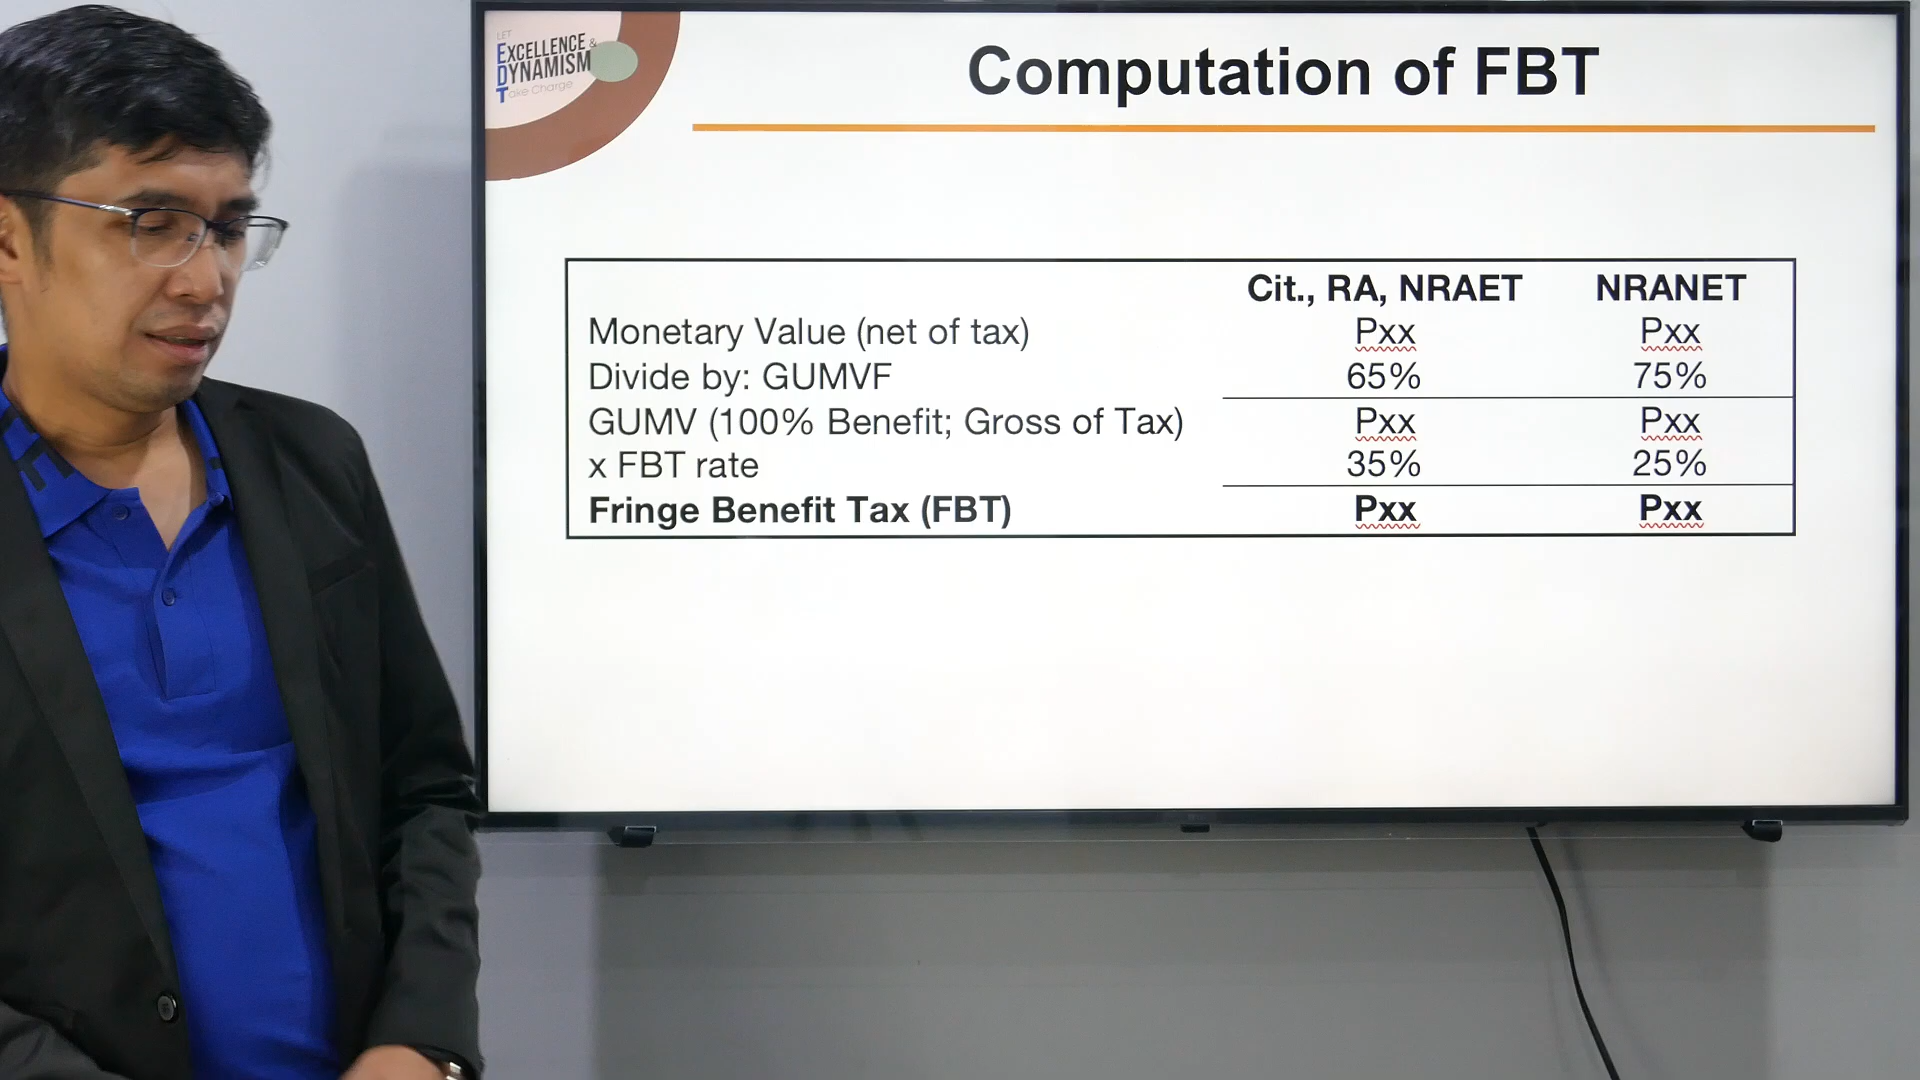 LET
EXCELLENCE &
DYNAMISM
Take Charge
Computation of FBT
Cit., RA, NRAET NRANET
Monetary Value (net of tax) Pxx Pxx
Divide by: GUMVF 65% 75%
GUMV (100% Benefit; Gross of Tax) Pxx Pxx
x FBT rate 35% 25%
Fringe Benefit Tax (FBT) Pxx Pxx